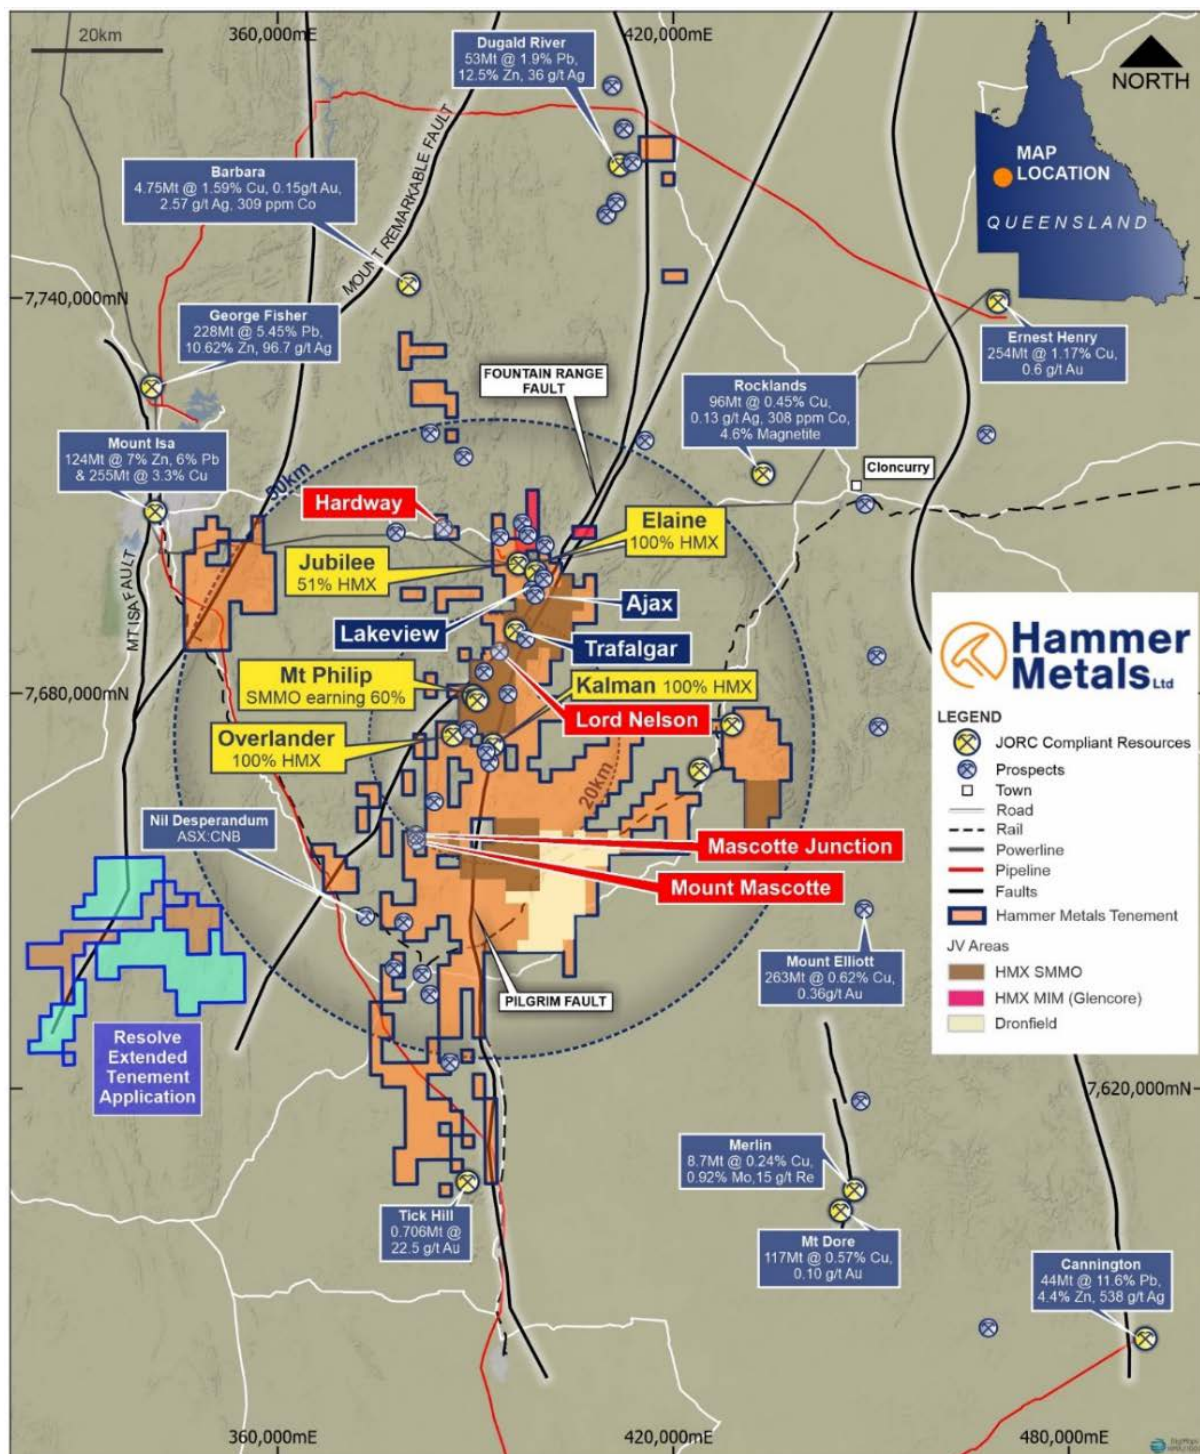 20km
360,000mE
420,000mE
NORTH
Dugald River
53Mt @ 1.9% Pb,
12.5% Zn, 36 g/t Ag
MAP
LOCATION
QUEENSLAND
MOUNT REMARKABLE FAULT
Barbara
4.75Mt @ 1.59% Cu, 0.15g/t Au,
2.57 g/t Ag, 309 ppm Co
7,740,000mN
George Fisher
228Mt @ 5.45% Pb,
10.62% Zn, 96.7 g/t Ag
Ernest Henry
254Mt @ 1.17% Cu,
0.6 g/t Au
FOUNTAIN RANGE
FAULT
Rocklands
96Mt @ 0.45% Cu,
0.13 g/t Ag, 308 ppm Co,
4.6% Magnetite
Mount Isa
124Mt @ 7% Zn, 6% Pb
& 255Mt @ 3.3% Cu
Cloncurry
50km
Hardway
Elaine
100% HMX
Jubilee
51% HMX
MT ISA FAULT
Ajax
Lakeview
Trafalgar
Mt Philip
SMMO earning 60%
Kalman 100% HMX
7,680,000mN
Lord Nelson
Overlander
100% HMX
20km
Nil Desperandum
ASX:CNB
Mascotte Junction
Mount Mascotte
Mount Elliott
263Mt @ 0.62% Cu,
0.36g/t Au
PILGRIM FAULT
Resolve
Extended
Tenement
Application
Hammer
Metals Ltd
LEGEND
JORC Compliant Resources
Prospects
Town
Road
Rail
Powerline
Pipeline
Faults
Hammer Metals Tenement
JV Areas
HMX SMMO
HMX MIM (Glencore)
Dronfield
7,620,000mN
Merlin
8.7Mt @ 0.24% Cu,
0.92% Mo,15 g/t Re
Tick Hill
0.706Mt @
22.5 g/t Au
Mt Dore
117Mt @ 0.57% Cu,
0.10 g/t Au
Cannington
44Mt @ 11.6% Pb,
4.4% Zn, 538 g/t Ag
360,000mE
420,000mE
480,000mE